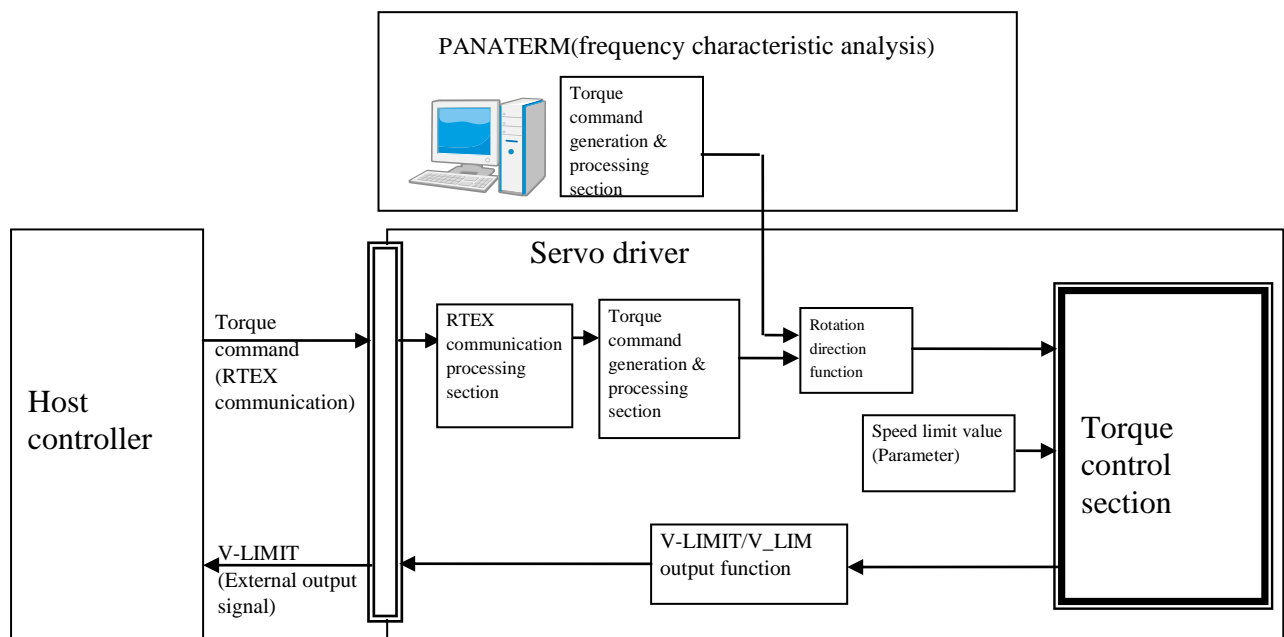 PANATERM(frequency characteristic analysis)
Torque
command
generation &
processing
section
Servo driver
Host
controller
Torque
command
(RTEX
communication)
RTEX
communication
processing
section
Torque
command
generation &
processing
section
Rotation
direction
function
Speed limit value
(Parameter)
Torque
control
section
V-LIMIT/V_LIM
output function
V-LIMIT
(External output
signal)